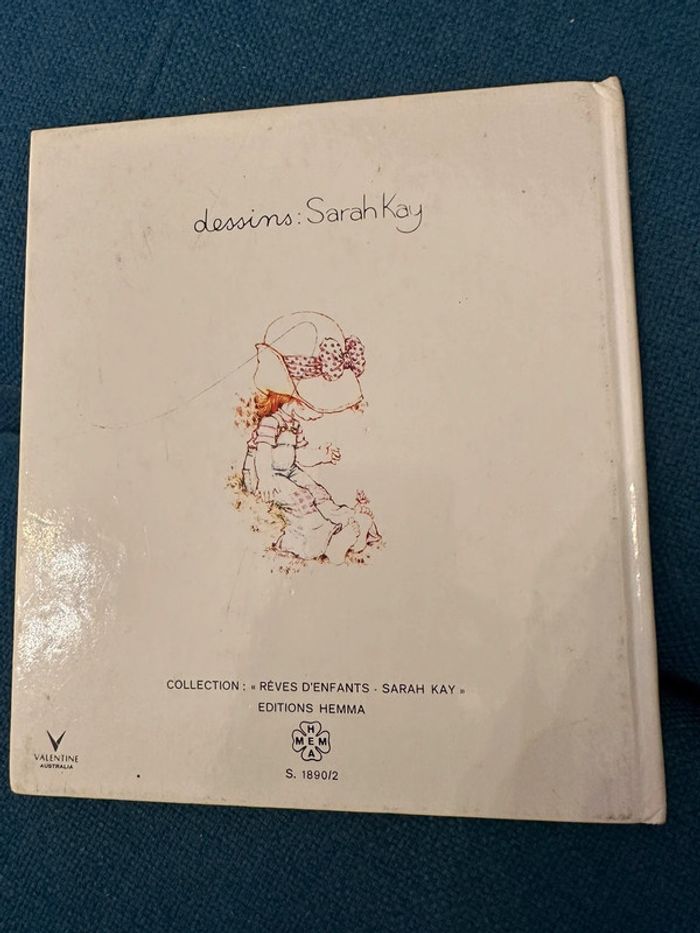 dessins: Sarah Kay
COLLECTION : « RÊVES D'ENFANTS - SARAH KAY »
EDITIONS HEMMA
H
MEM
A
S. 1890/2
VALENTINE
AUSTRALIA